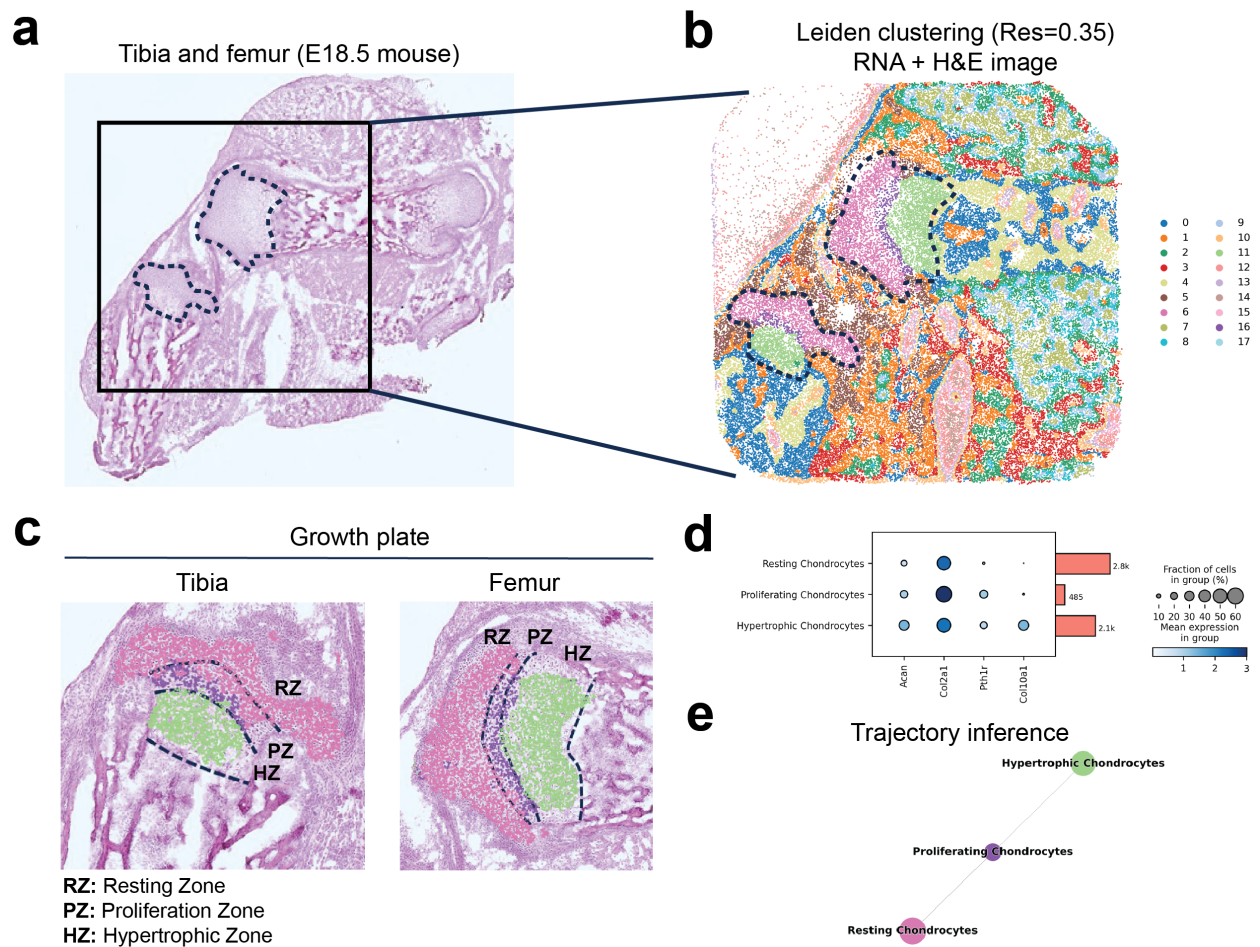 a
Tibia and femur (E18.5 mouse)
b
Leiden clustering (Res=0.35)
RNA + H&E image
0 9
1 10
2 11
3 12
4 13
5 14
6 15
7 16
8 17
c
Growth plate
Tibia
Femur
RZ
PZ
HZ
RZ PZ
HZ
RZ: Resting Zone
PZ: Proliferation Zone
HZ: Hypertrophic Zone
d
Resting Chondrocytes
Proliferating Chondrocytes
Hypertrophic Chondrocytes
2.8k
485
2.1k
Acan
Col2a1
Pth1r
Col10a1
Fraction of cells
in group (%)
10 20 30 40 50 60
Mean expression
in group
1 2 3
e
Trajectory inference
Hypertrophic Chondrocytes
Proliferating Chondrocytes
Resting Chondrocytes